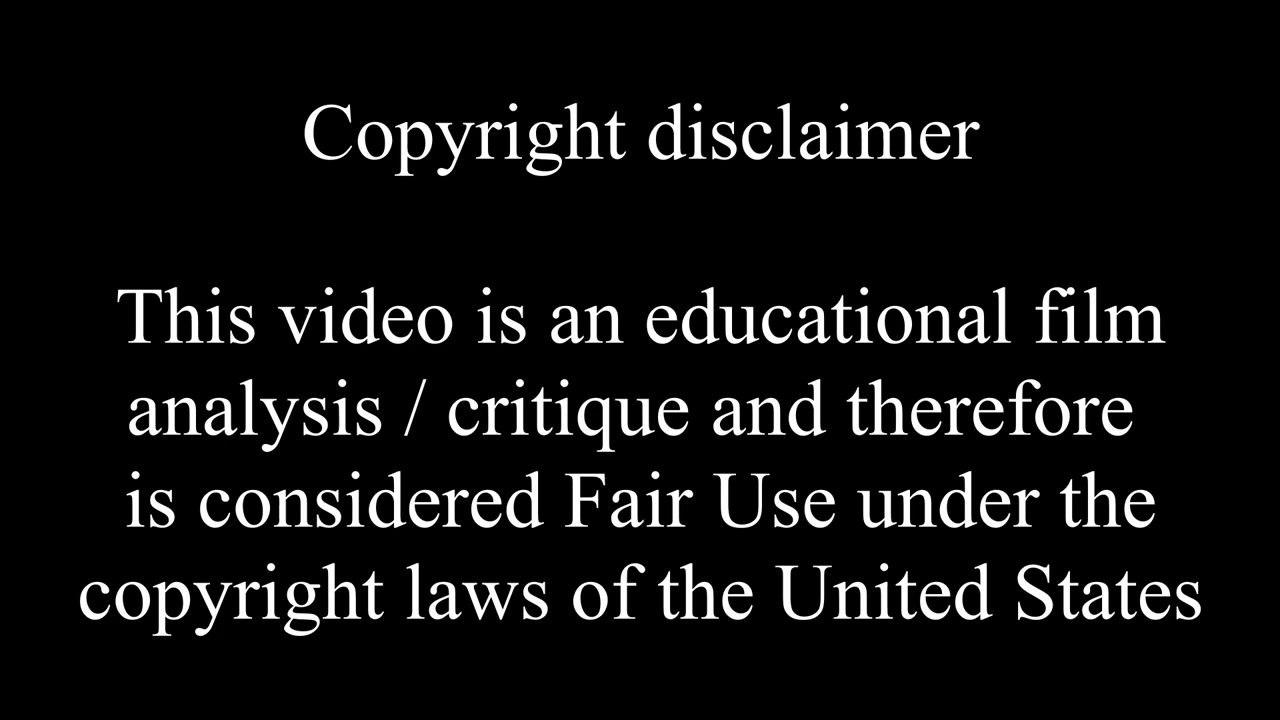 Copyright disclaimer
This video is an educational film
analysis / critique and therefore
is considered Fair Use under the
copyright laws of the United States